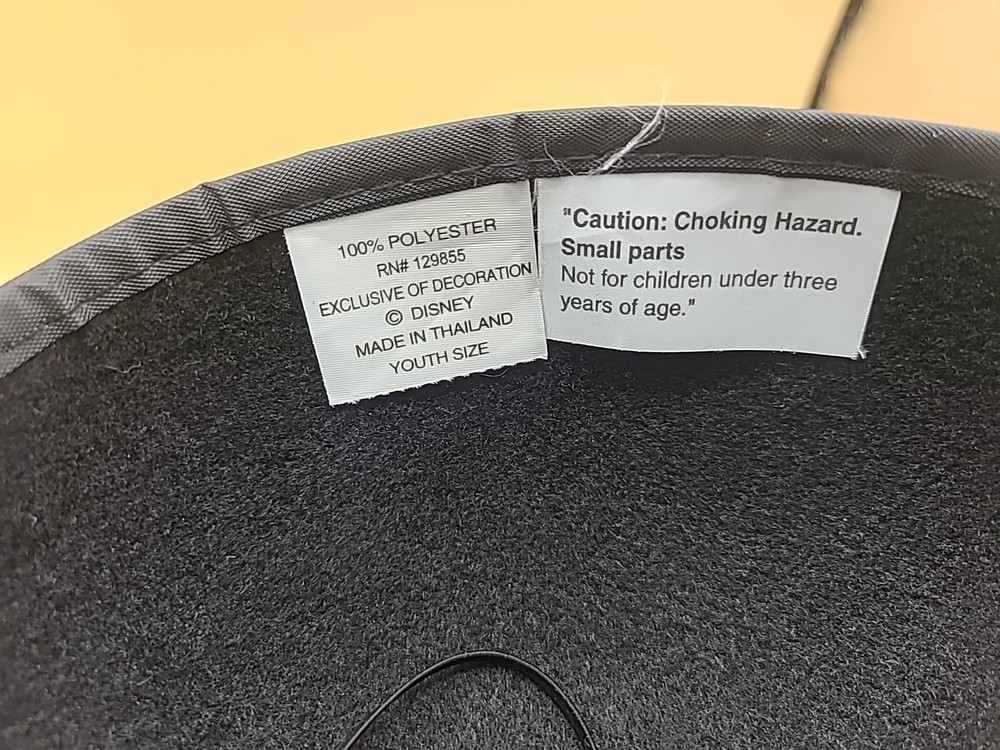 100% POLYESTER
RN# 129855
EXCLUSIVE OF DECORATION
© DISNEY
MADE IN THAILAND
YOUTH SIZE
"Caution: Choking Hazard.
Small parts
Not for children under three
years of age."